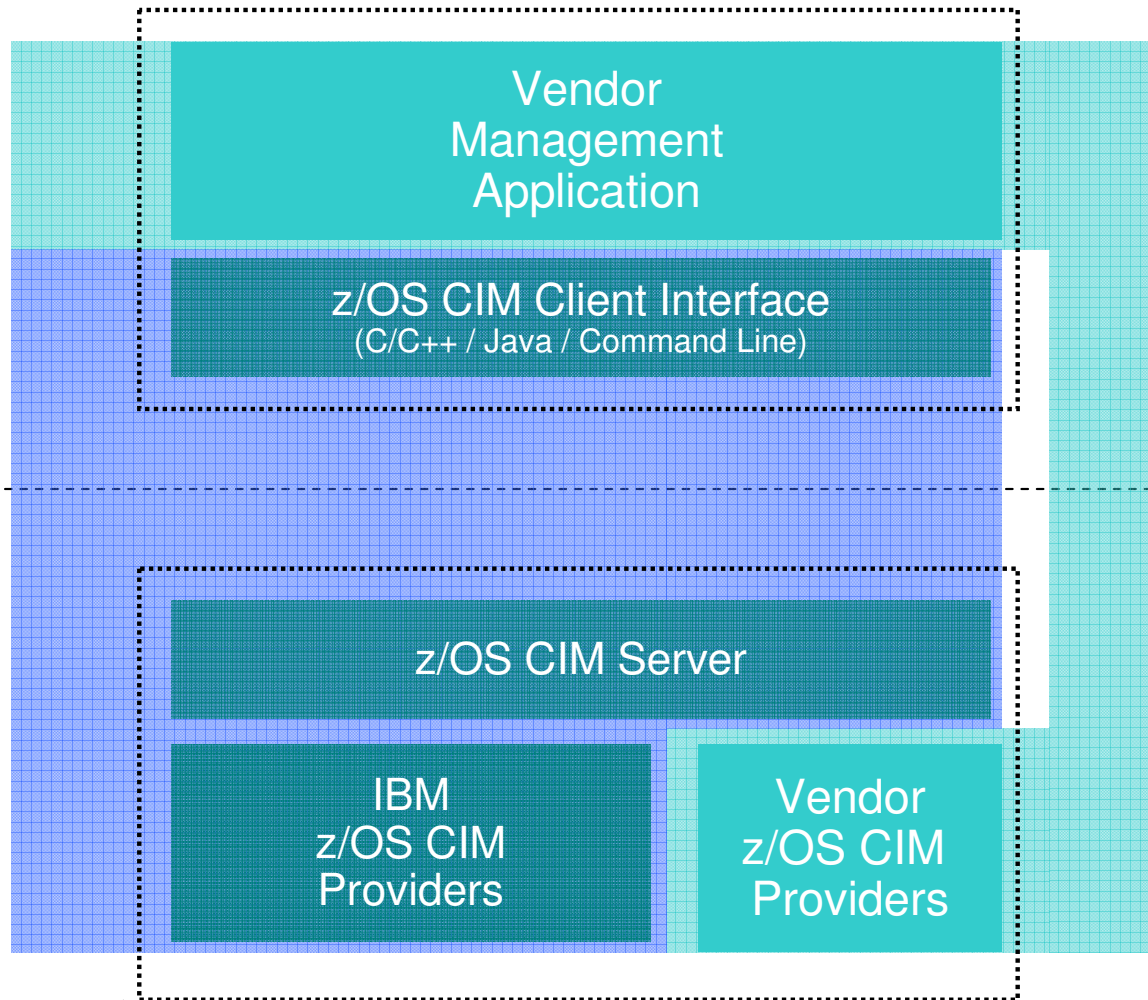 Vendor
Management
Application
z/OS CIM Client Interface
(C/C++ / Java / Command Line)
z/OS CIM Server
IBM
z/OS CIM
Providers
Vendor
z/OS CIM
Providers